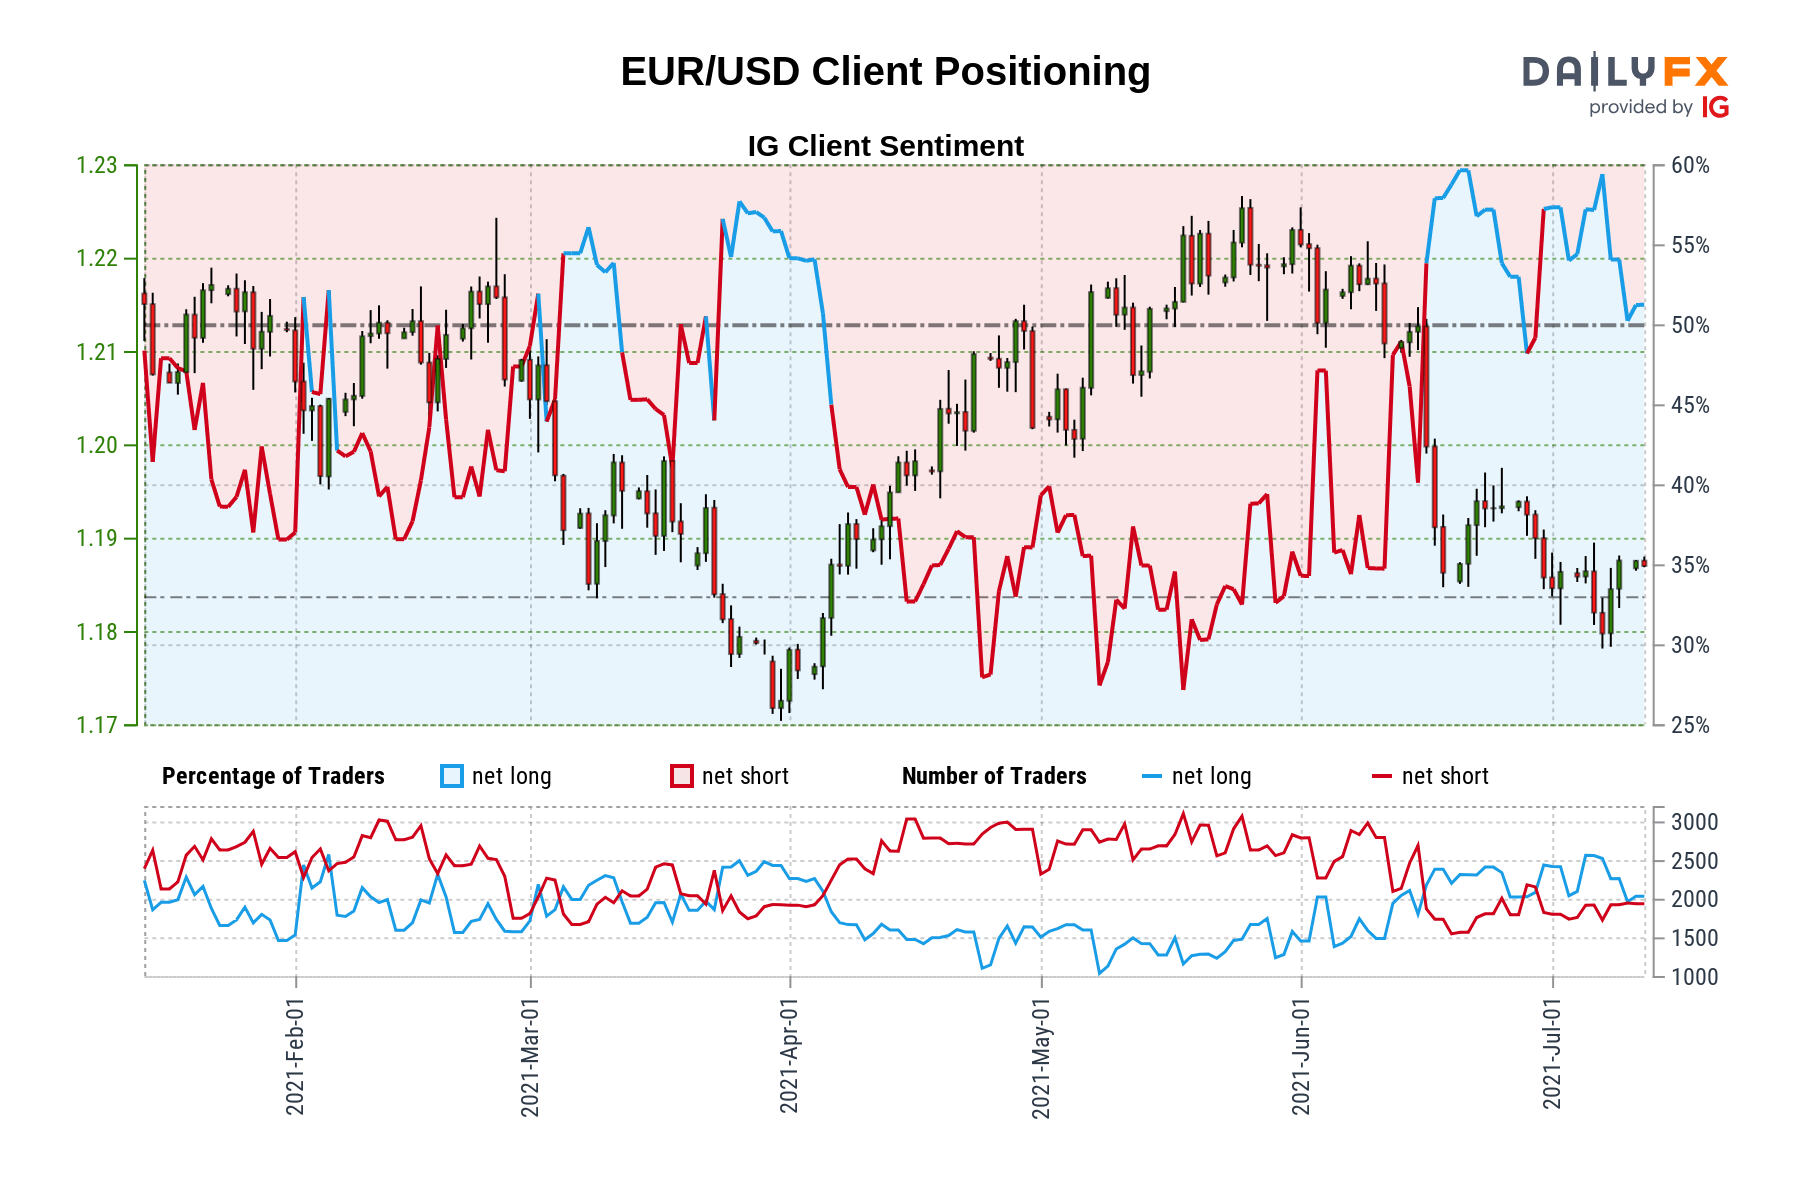 EUR/USD Client Positioning
DAILYFX
provided by IG
IG Client Sentiment
1.23
1.22
1.21
1.20
1.19
1.18
1.17
60%
55%
50%
45%
40%
35%
30%
25%
Percentage of Traders net long net short Number of Traders net long net short
3000
2500
2000
1500
1000
2021-Feb-01
2021-Mar-01
2021-Apr-01
2021-May-01
2021-Jun-01
2021-Jul-01